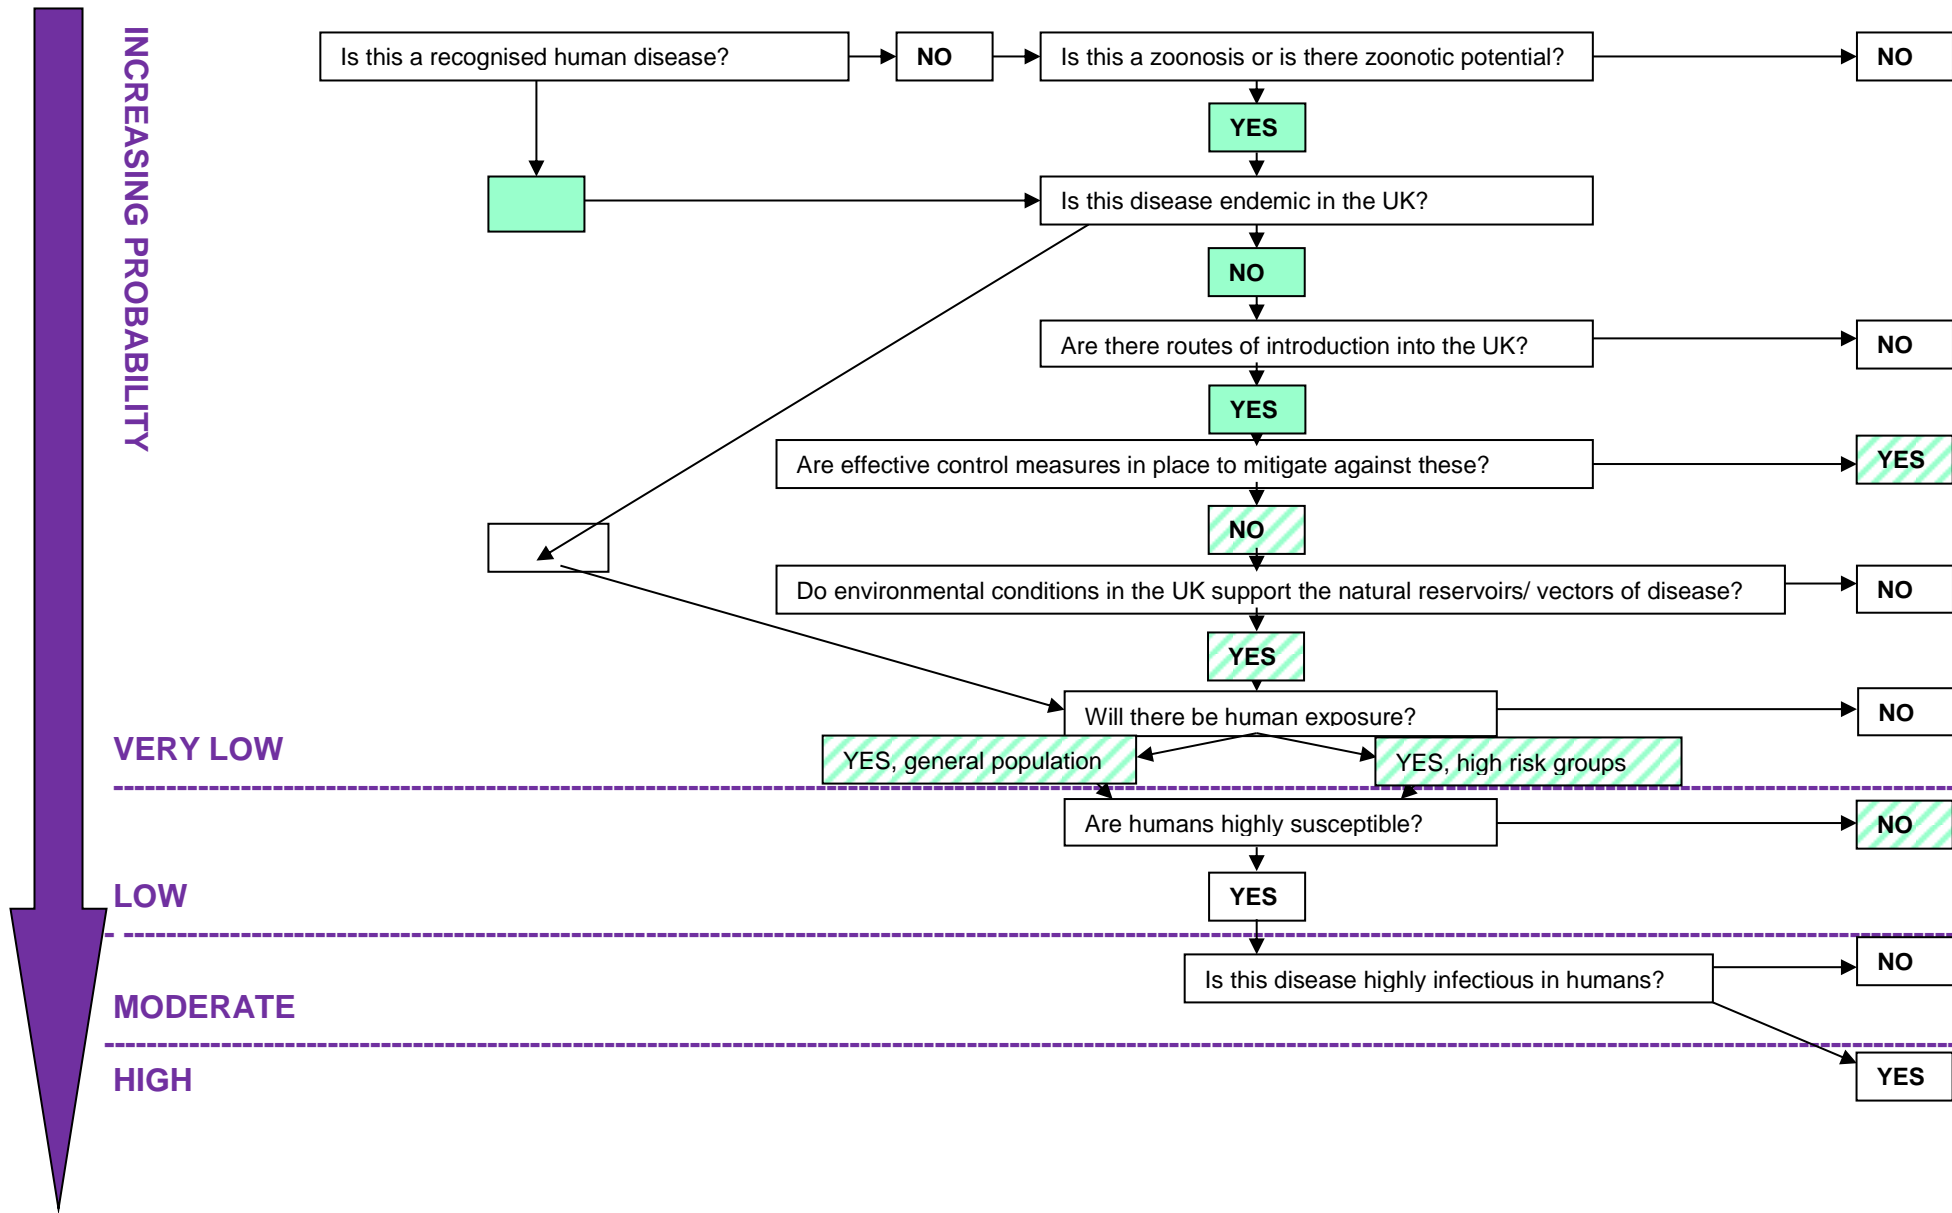 INCREASING PROBABILITY
Is this a recognised human disease?
NO
Is this a zoonosis or is there zoonotic potential?
NO
YES
Is this disease endemic in the UK?
NO
Are there routes of introduction into the UK?
NO
YES
Are effective control measures in place to mitigate against these?
YES
NO
Do environmental conditions in the UK support the natural reservoirs/ vectors of disease?
NO
YES
Will there be human exposure?
NO
VERY LOW
YES, general population
YES, high risk groups
Are humans highly susceptible?
NO
LOW
YES
Is this disease highly infectious in humans?
NO
MODERATE
HIGH
YES